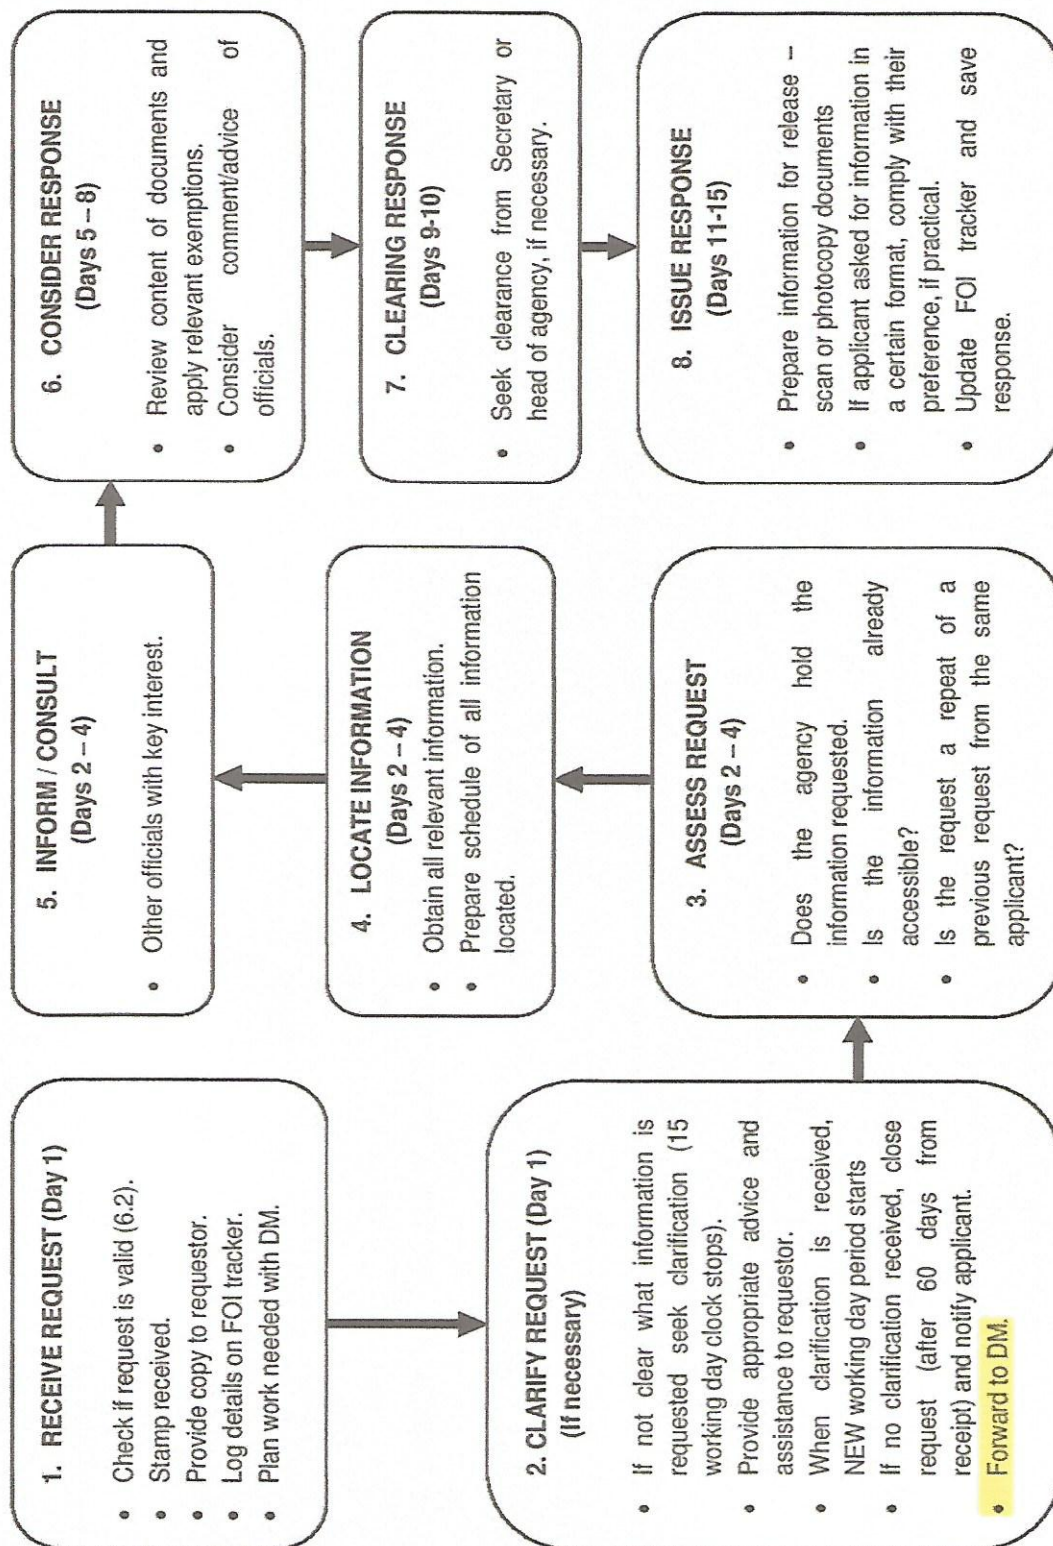 1. RECEIVE REQUEST (Day 1)
• Check if request is valid (6.2).
• Stamp received.
• Provide copy to requestor.
• Log details on FOI tracker.
• Plan work needed with DM.
2. CLARIFY REQUEST (Day 1)
(If necessary)
• If not clear what information is
requested seek clarification (15
working day clock stops).
• Provide appropriate advice and
assistance to requestor.
• When clarification is received,
NEW working day period starts
• If no clarification received, close
request (after 60 days from
receipt) and notify applicant.
• Forward to DM.
3. ASSESS REQUEST
(Days 2 – 4)
• Does the agency hold the
information requested.
• Is the information already
accessible?
• Is the request a repeat of a
previous request from the same
applicant?
4. LOCATE INFORMATION
(Days 2 – 4)
• Obtain all relevant information.
• Prepare schedule of all information
located.
5. INFORM / CONSULT
(Days 2 – 4)
• Other officials with key interest.
6. CONSIDER RESPONSE
(Days 5 – 8)
• Review content of documents and
apply relevant exemptions.
• Consider comment/advice of
officials.
7. CLEARING RESPONSE
(Days 9-10)
• Seek clearance from Secretary or
head of agency, if necessary.
8. ISSUE RESPONSE
(Days 11-15)
• Prepare information for release –
scan or photocopy documents
• If applicant asked for information in
a certain format, comply with their
preference, if practical.
• Update FOI tracker and save
response.